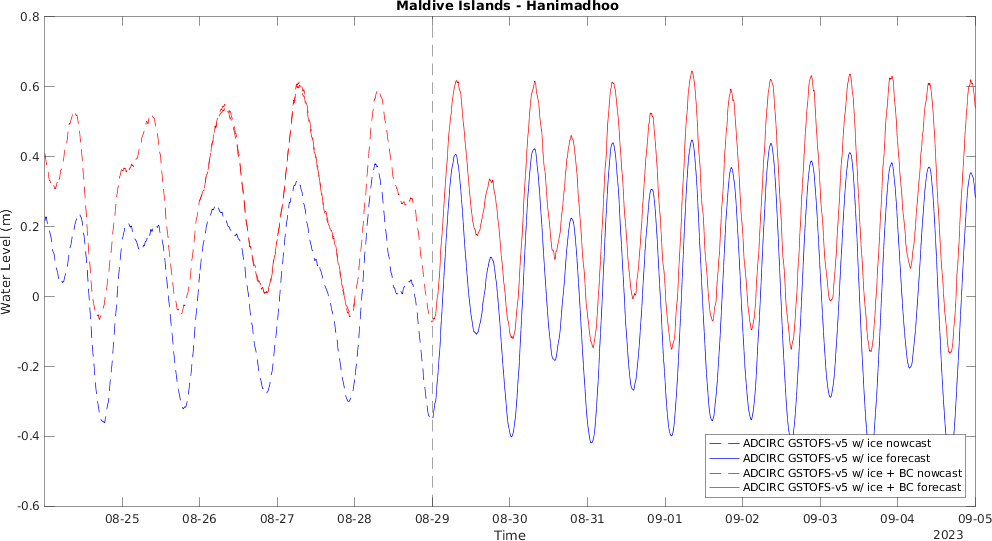 Maldive Islands - Hanimadhoo
Water Level (m)
0.8
0.6
0.4
0.2
0
-0.2
-0.4
-0.6
ADCIRC GSTOFS-v5 w/ ice nowcast
ADCIRC GSTOFS-v5 w/ ice forecast
ADCIRC GSTOFS-v5 w/ ice + BC nowcast
ADCIRC GSTOFS-v5 w/ ice + BC forecast
08-25 08-26 08-27 08-28 08-29 08-30 08-31 09-01 09-02 09-03 09-04 09-05
Time
2023